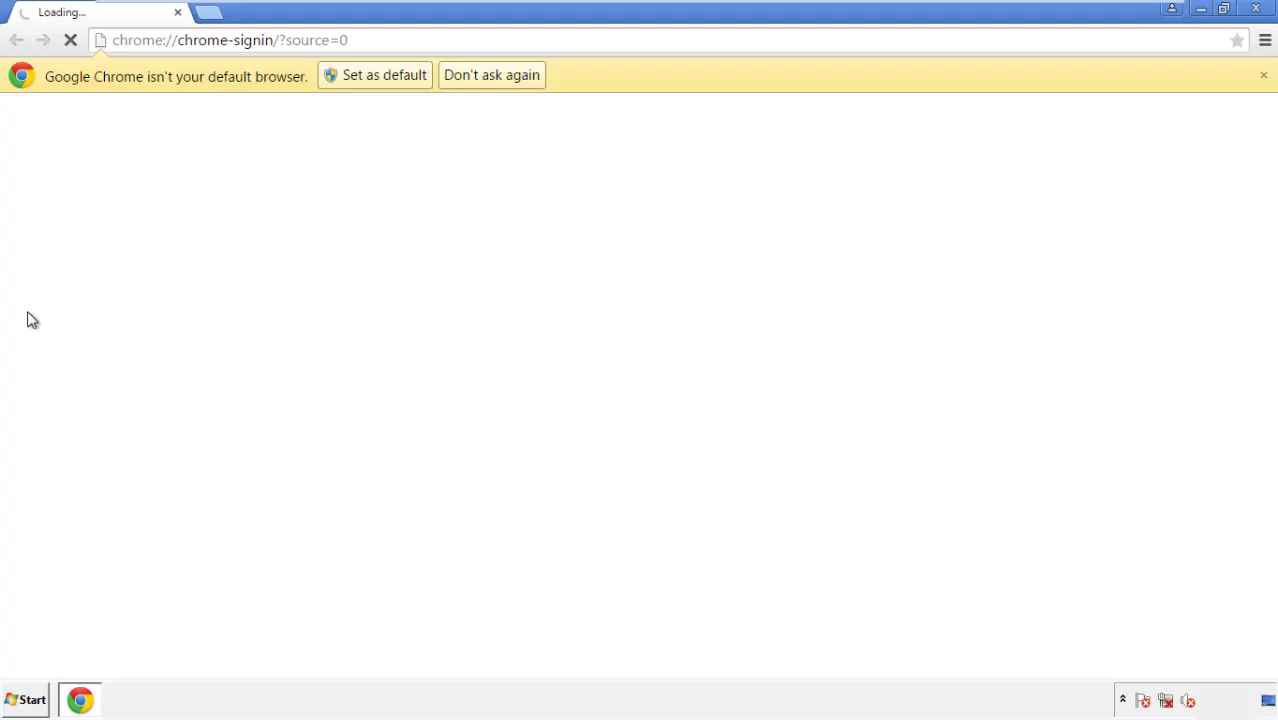 Loading...
chrome://chrome-signin/?source=0
Google Chrome isn't your default browser. Set as default Don't ask again
Start